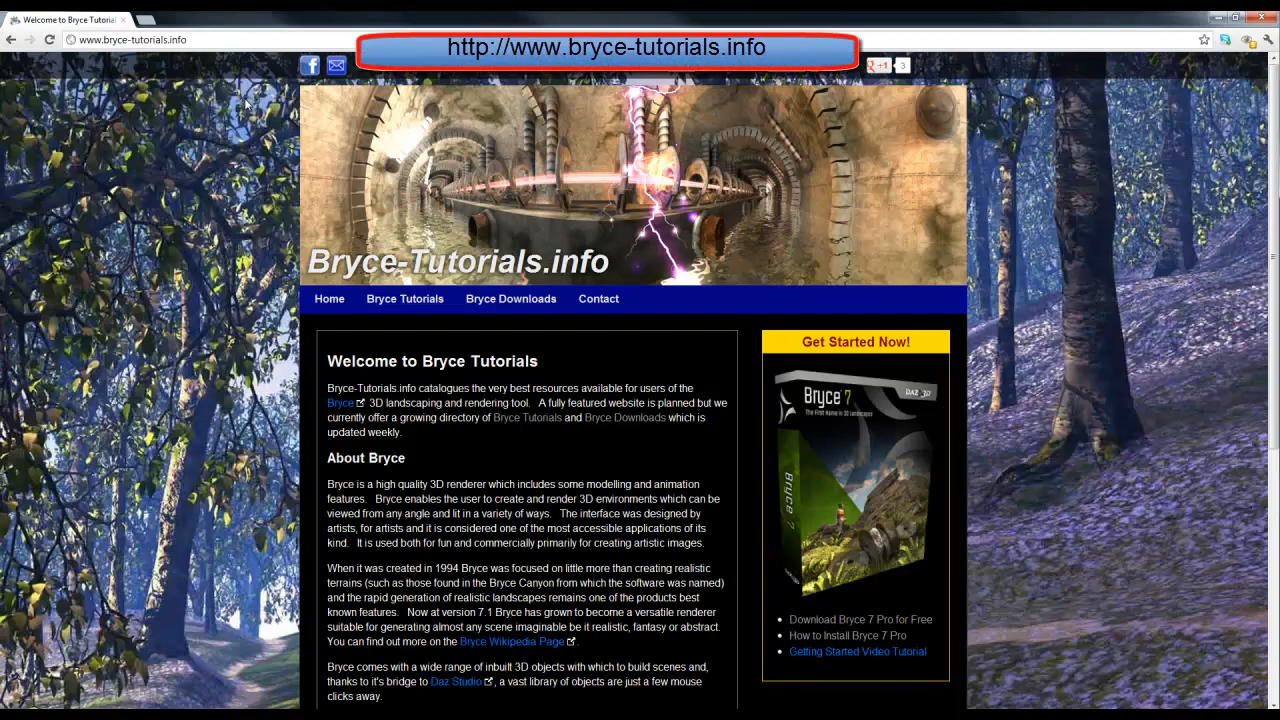 Welcome to Bryce Tutorial
www.bryce-tutorials.info
http://www.bryce-tutorials.info
+1
3
Bryce-Tutorials.info
Home Bryce Tutorials Bryce Downloads Contact
Welcome to Bryce Tutorials
Bryce-Tutorials.info catalogues the very best resources available for users of the
Bryce 3D landscaping and rendering tool. A fully featured website is planned but we
currently offer a growing directory of Bryce Tutorials and Bryce Downloads which is
updated weekly.
About Bryce
Bryce is a high quality 3D renderer which includes some modelling and animation
features. Bryce enables the user to create and render 3D environments which can be
viewed from any angle and lit in a variety of ways. The interface was designed by
artists, for artists and it is considered one of the most accessible applications of its
kind. It is used both for fun and commercially primarily for creating artistic images.
When it was created in 1994 Bryce was focused on little more than creating realistic
terrains (such as those found in the Bryce Canyon from which the software was named)
and the rapid generation of realistic landscapes remains one of the products best
known features. Now at version 7.1 Bryce has grown to become a versatile renderer
suitable for generating almost any scene imaginable be it realistic, fantasy or abstract.
You can find out more on the Bryce Wikipedia Page .
Bryce comes with a wide range of inbuilt 3D objects with which to build scenes and,
thanks to it's bridge to Daz Studio , a vast library of objects are just a few mouse
clicks away.
Get Started Now!
Bryce 7
The First Name in 3D Landscapes
DAZ 3D
Bryce 7
Download Bryce 7 Pro for Free
How to Install Bryce 7 Pro
Getting Started Video Tutorial